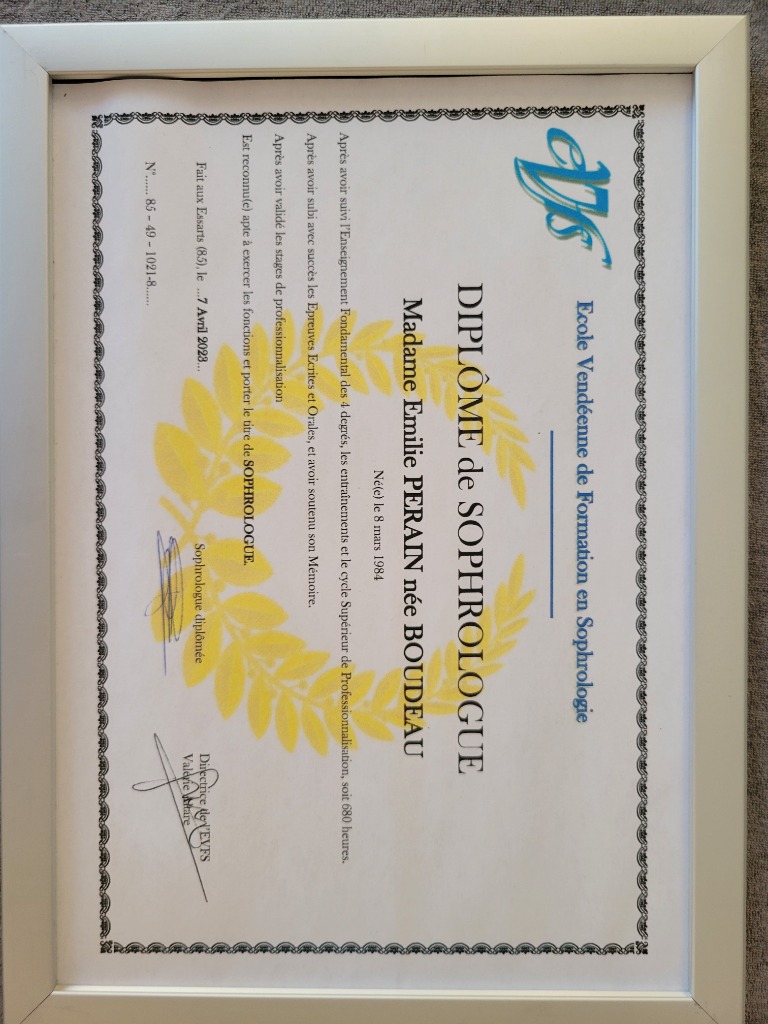 EVfs
Ecole Vendéenne de Formation en Sophrologie
DIPLÔME de SOPHROLOGUE
Madame Emilie PERAIN née BOUDEAU
Né(e) le 8 mars 1984
Après avoir suivi l'Enseignement Fondamental des 4 degrés, les entraînements et le cycle Supérieur de Professionnalisation, soit 680 heures.
Après avoir subi avec succès les Epreuves Ecrites et Orales, et avoir soutenu son Mémoire.
Après avoir validé les stages de professionnalisation
Est reconnu(e) apte à exercer les fonctions et porter le titre de SOPHROLOGUE.
Fait aux Essarts (85), le ...7 Avril 2023...
Sophrologue diplômée
Directrice de l'EVFS
Valérie
N°...... 85 – 49 – 1021-8......